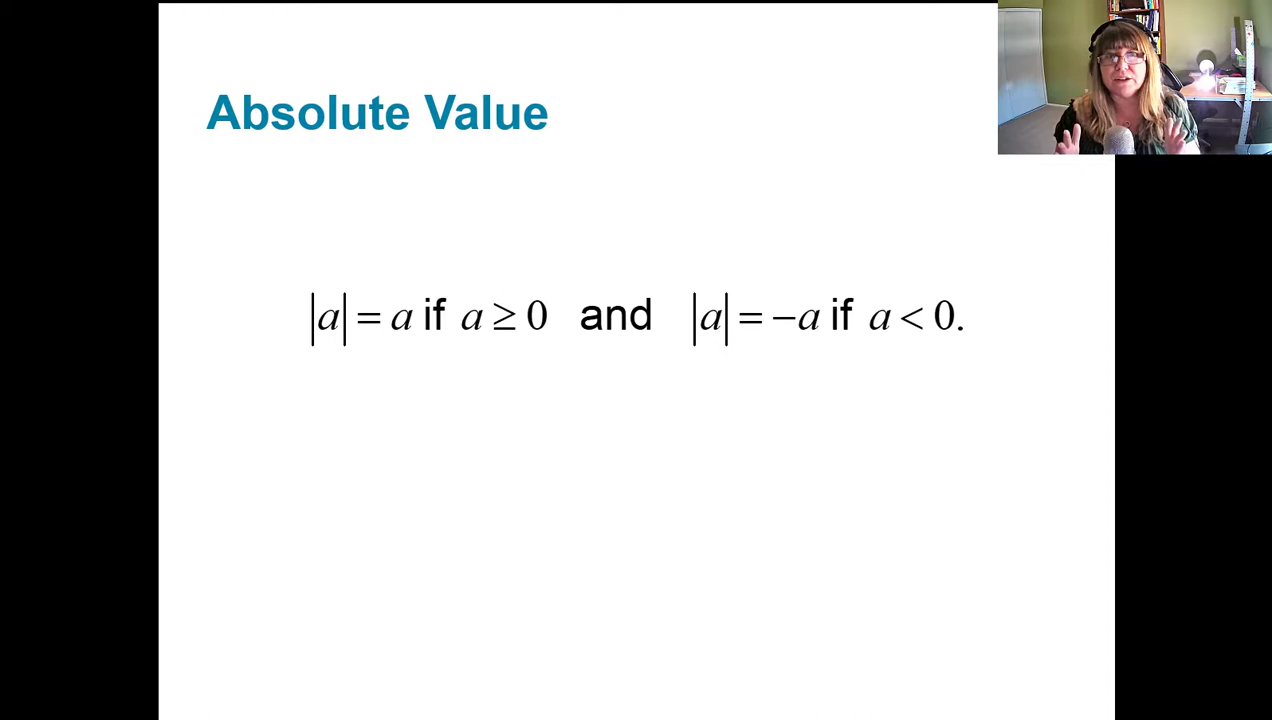 Absolute Value
|a| = a if a ≥ 0 and |a| = −a if a < 0.